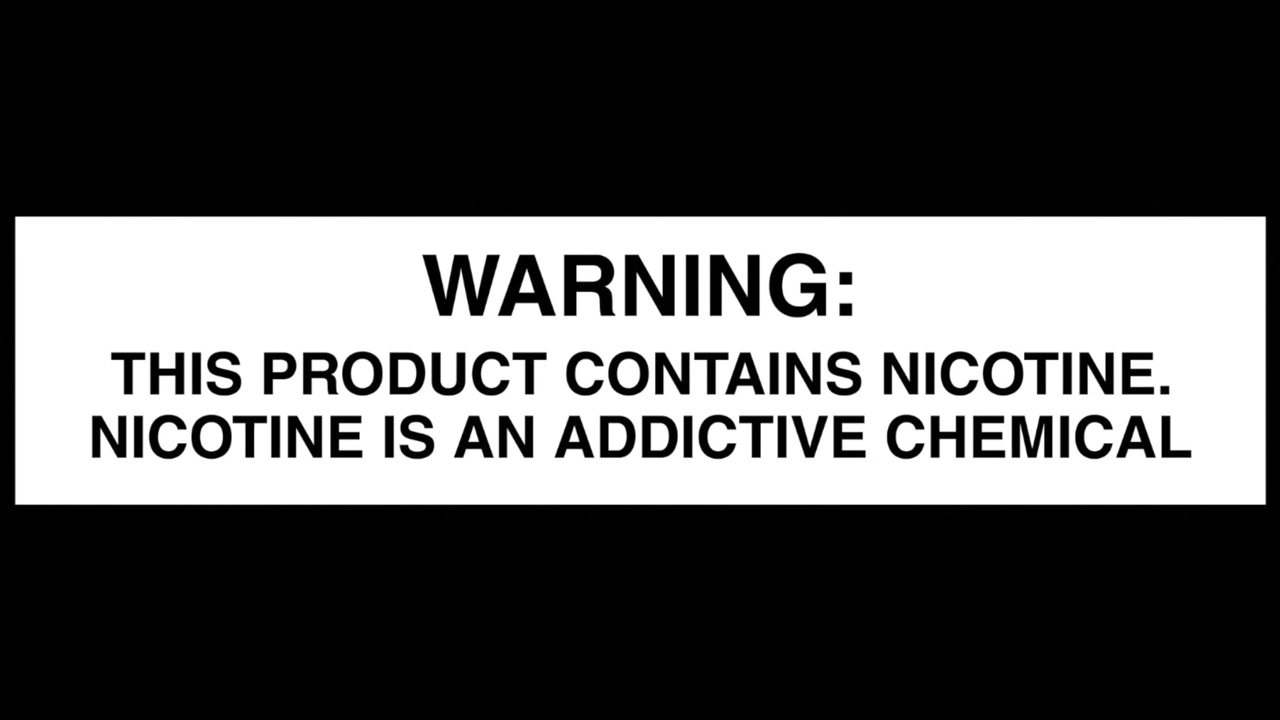 WARNING:
THIS PRODUCT CONTAINS NICOTINE.
NICOTINE IS AN ADDICTIVE CHEMICAL